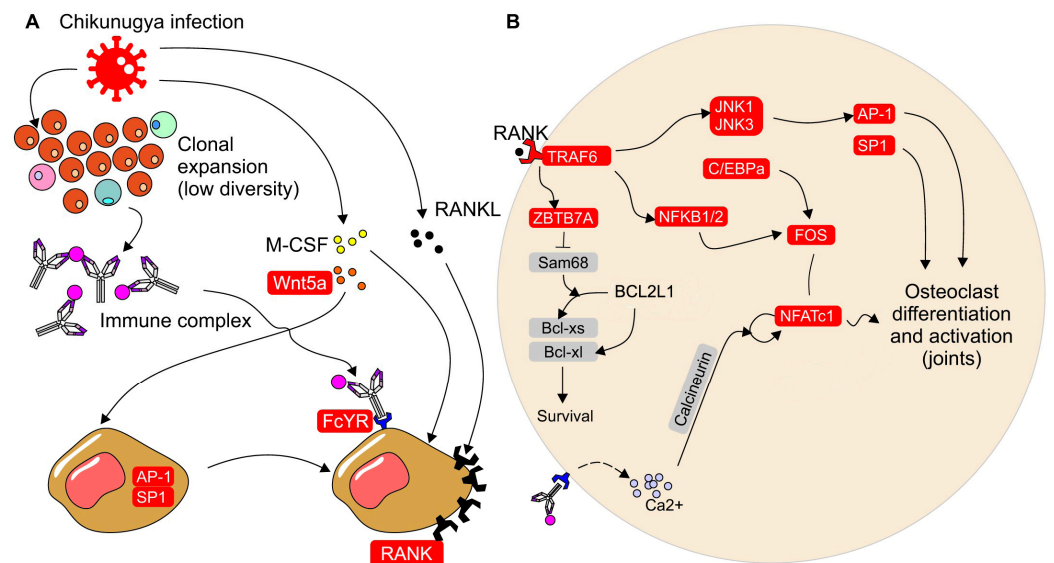 A
Chikunugya infection
Clonal
expansion
(low diversity)
RANKL
M-CSF
Wnt5a
Immune complex
FcYR
AP-1
SP1
RANK
B
RANK
TRAF6
JNK1
JNK3
AP-1
SP1
C/EBPa
ZBTB7A
NFKB1/2
FOS
Sam68
BCL2L1
Bcl-xs
Bcl-xl
Survival
Calcineurin
NFATc1
Osteoclast
differentiation
and activation
(joints)
Ca2+